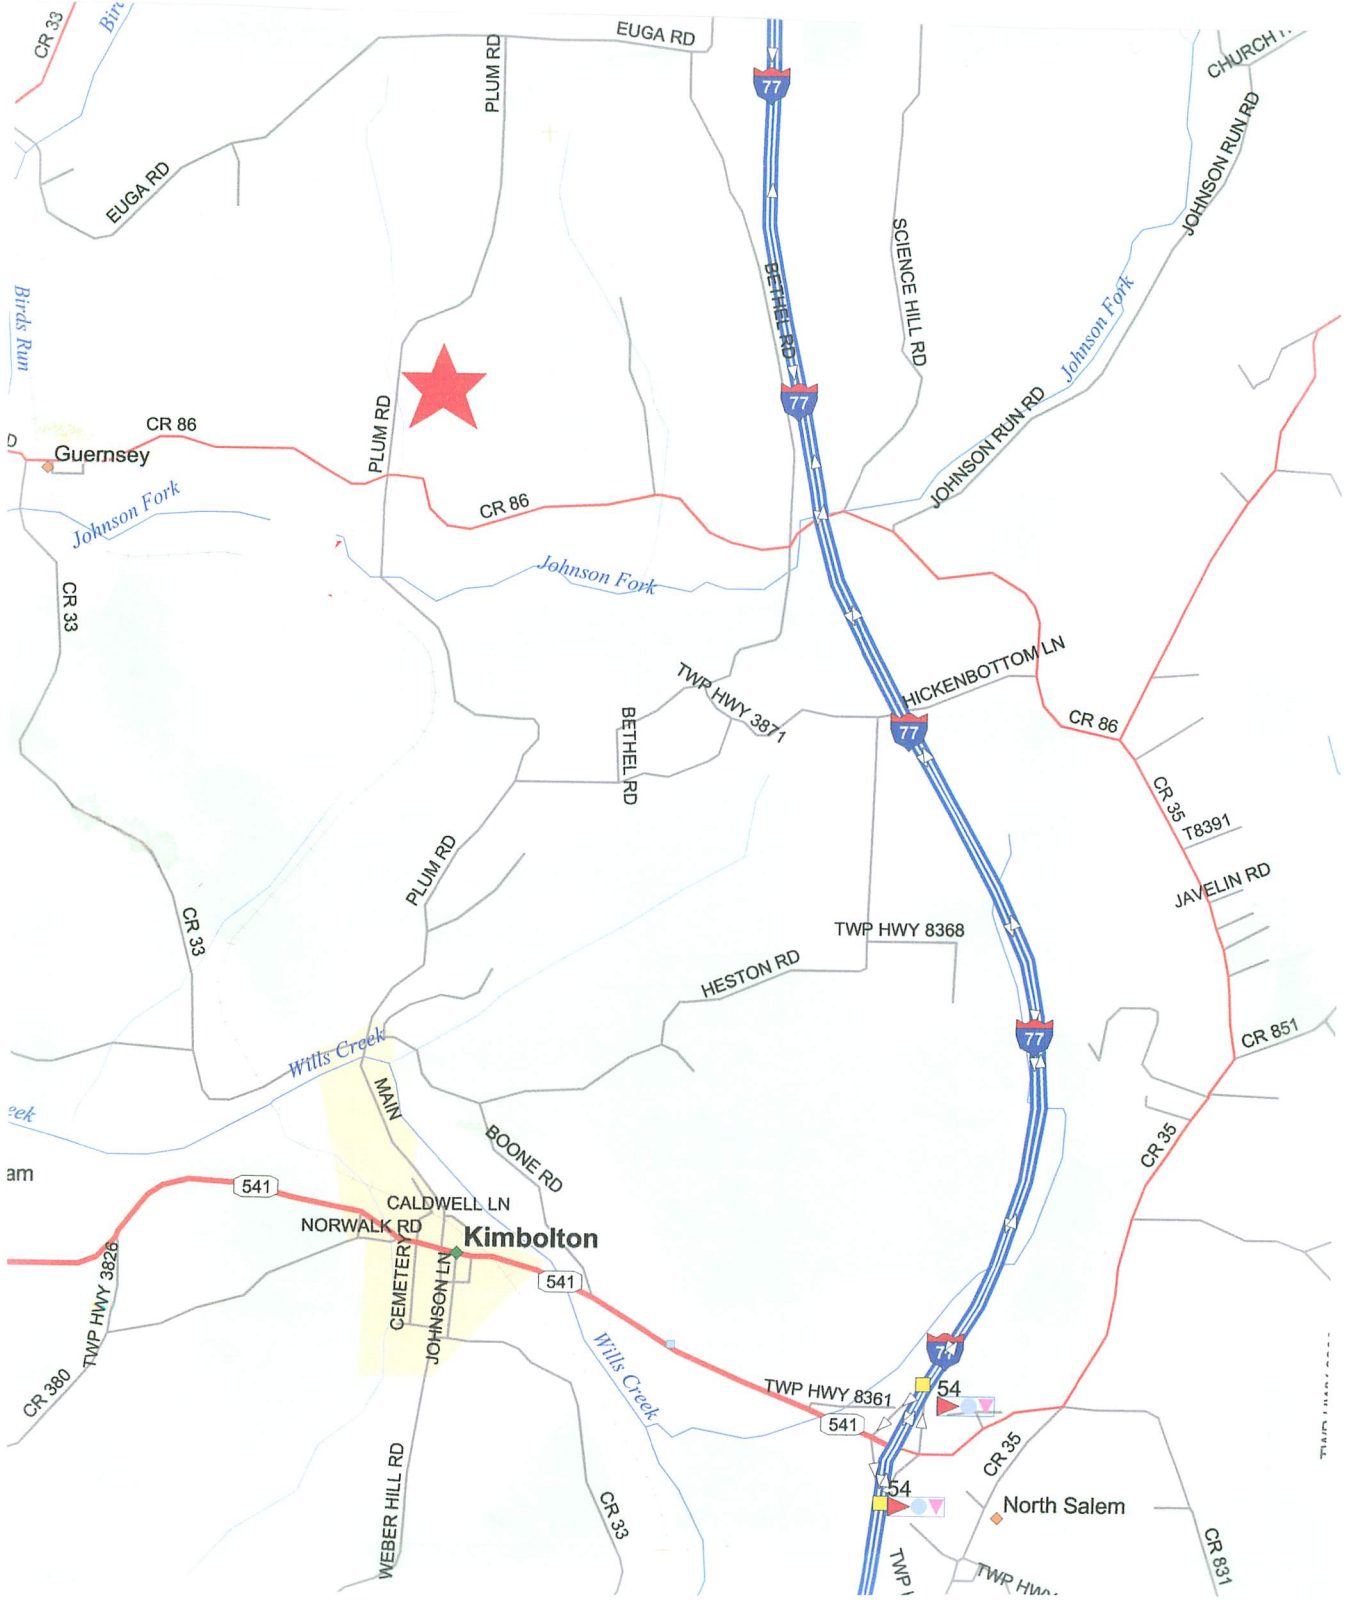 CR 33
EUGA RD
PLUM RD
77
EUGA RD
JOHNSON RUN RD
SCIENCE HILL RD
BETHEL RD
Johnson Fork
Birds Run
77
PLUM RD
CR 86
Guernsey
JOHNSON RUN RD
CR 86
Johnson Fork
Johnson Fork
CR 33
HICKENBOTTOM LN
TWP HWY 3871
77
CR 86
BETHEL RD
CR 35
T8391
PLUM RD
JAVELIN RD
CR 33
TWP HWY 8368
HESTON RD
77
CR 851
Wills Creek
MAIN
eek
BOONE RD
CR 35
am
541
CALDWELL LN
NORWALK RD
Kimbolton
CEMETERY
JOHNSON LN
TWP HWY 3826
541
CR 380
Wills Creek
TWP HWY 8361
541
54
CR 35
54
North Salem
WEBER HILL RD
CR 33
CR 831
TWP
TWP